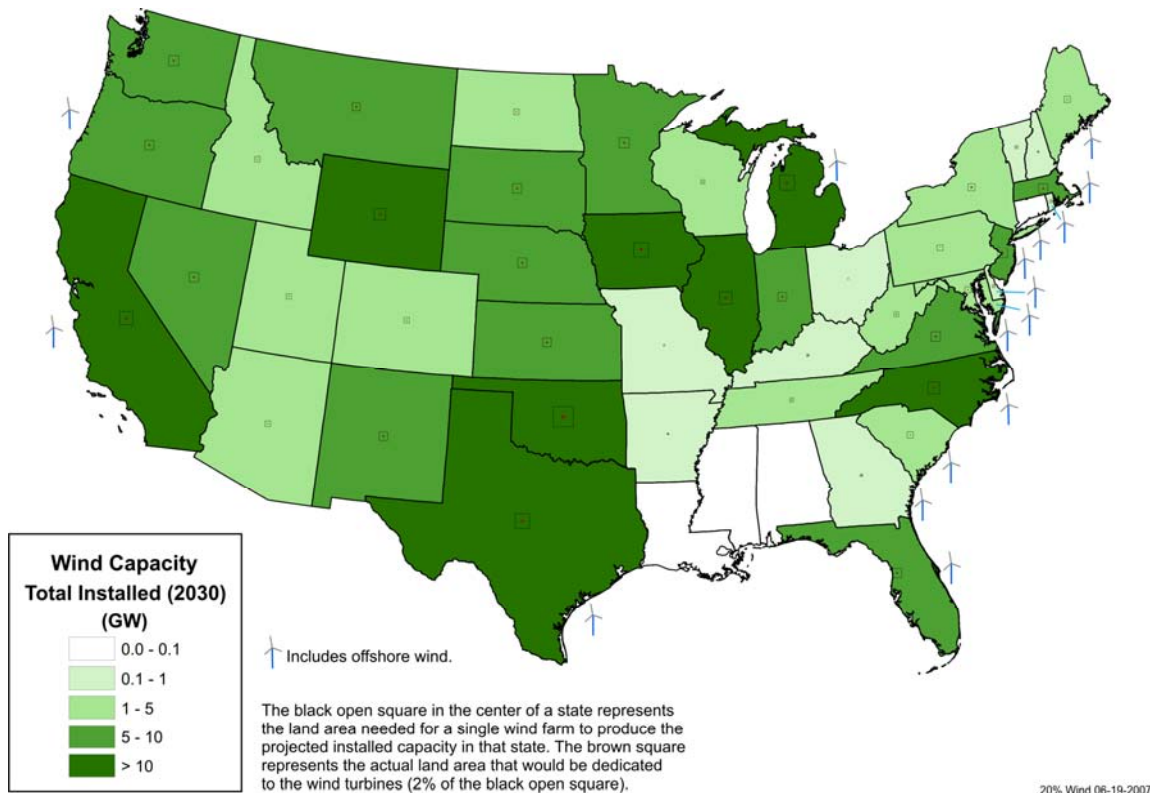 Wind Capacity
Total Installed (2030)
(GW)
0.0 - 0.1
0.1 - 1
1 - 5
5 - 10
> 10
Includes offshore wind.
The black open square in the center of a state represents
the land area needed for a single wind farm to produce the
projected installed capacity in that state. The brown square
represents the actual land area that would be dedicated
to the wind turbines (2% of the black open square).
20% Wind 06-19-2007